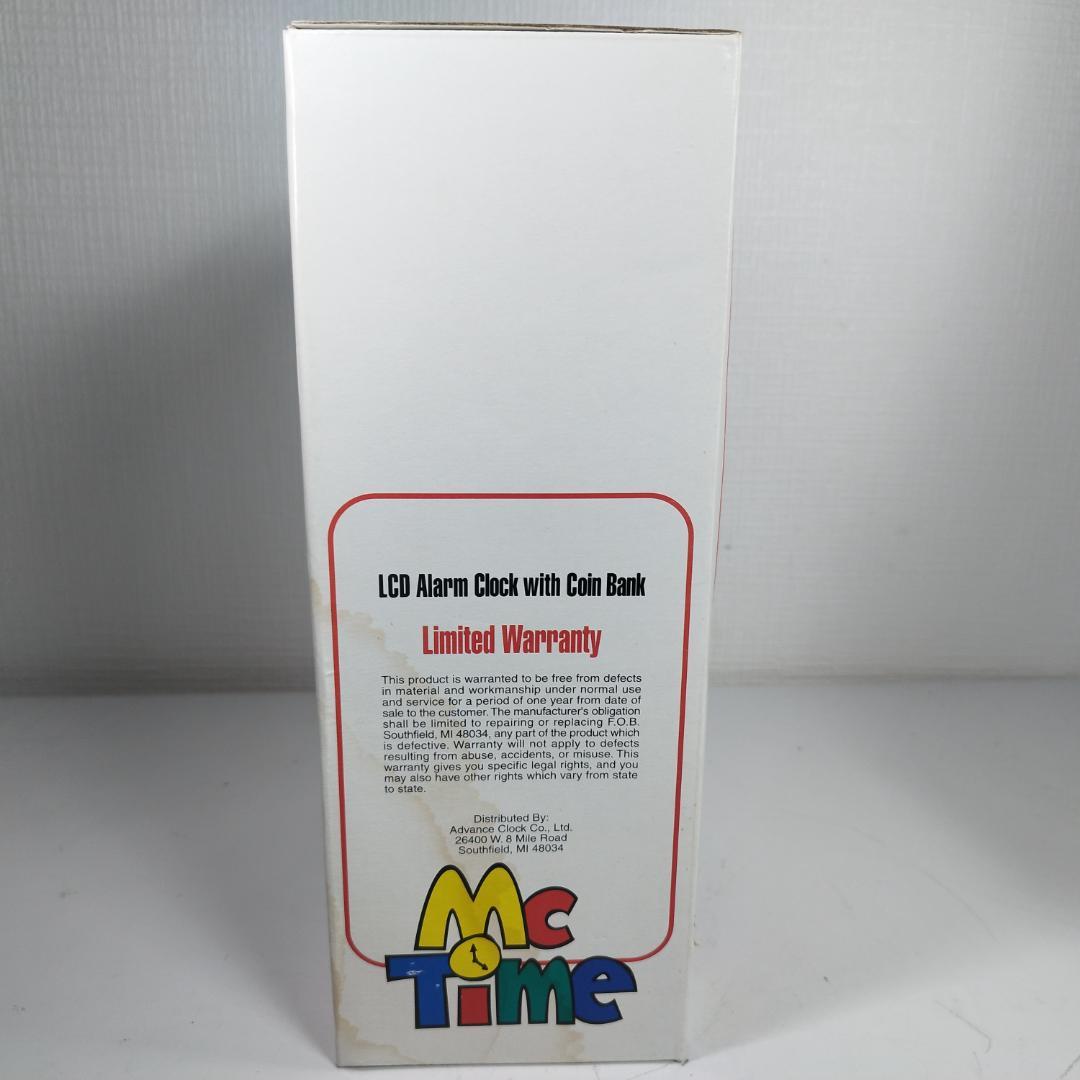 LCD Alarm Clock with Coin Bank
Limited Warranty
This product is warranted to be free from defects
in material and workmanship under normal use
and service for a period of one year from date of
sale to the customer. The manufacturer's obligation
shall be limited to repairing or replacing F.O.B.
Southfield, MI 48034, any part of the product which
is defective. Warranty will not apply to defects
resulting from abuse, accidents, or misuse. This
warranty gives you specific legal rights, and you
may also have other rights which vary from state
to state.
Distributed By:
Advance Clock Co., Ltd.
26400 W. 8 Mile Road
Southfield, MI 48034
Mc
Time